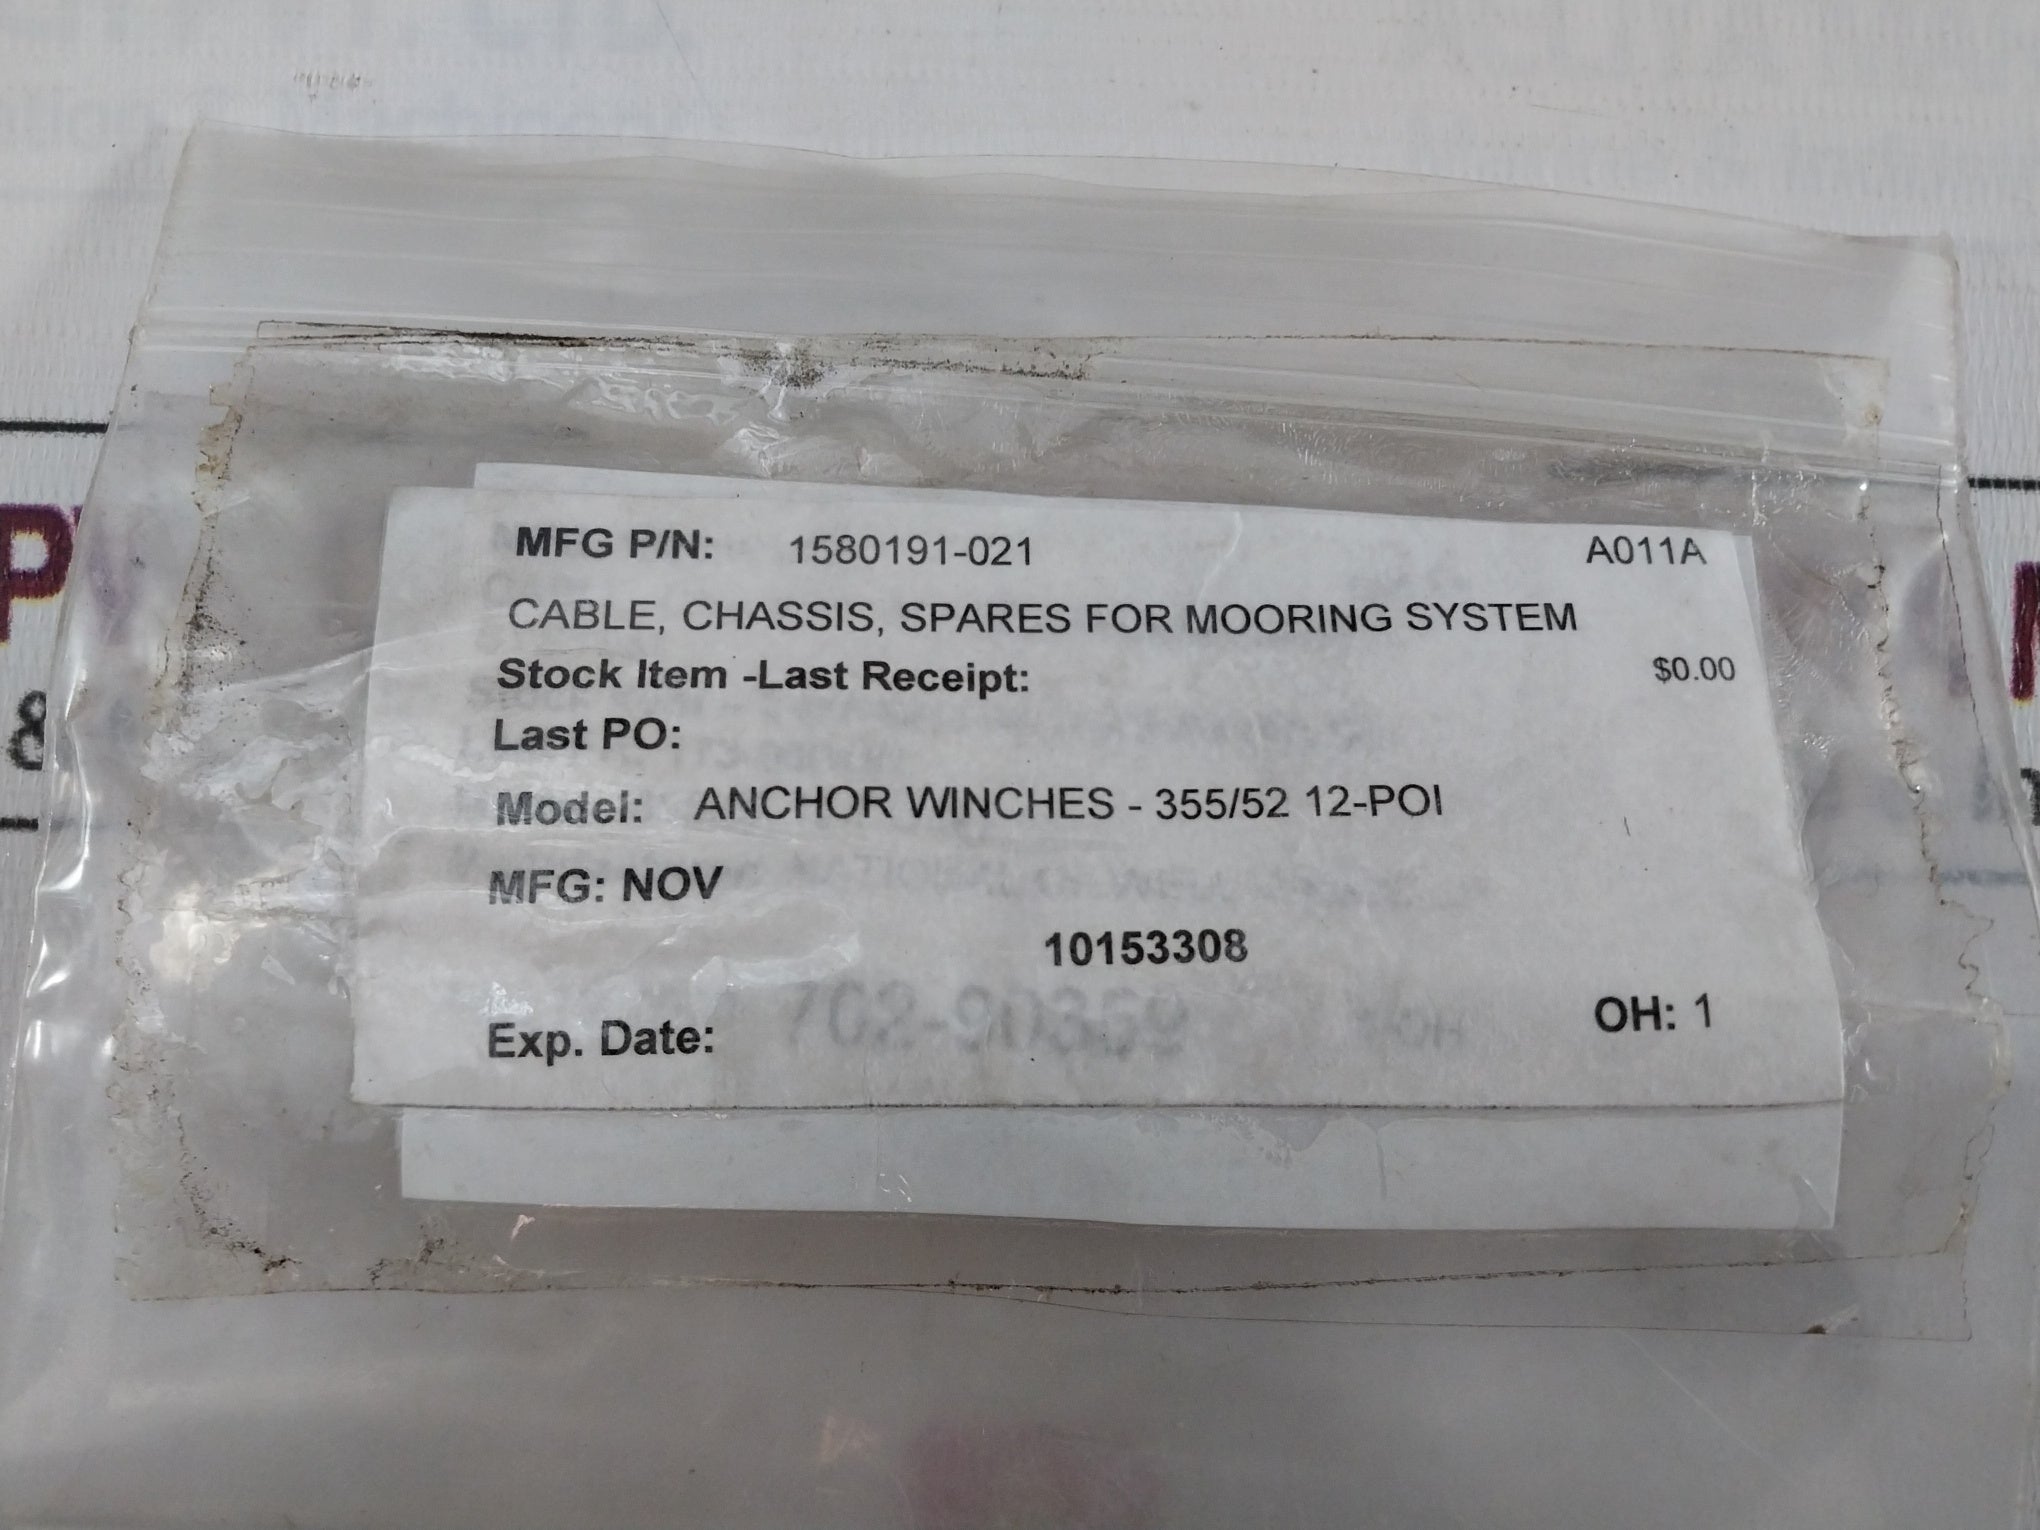 MFG P/N: 1580191-021 A011A
CABLE, CHASSIS, SPARES FOR MOORING SYSTEM
Stock Item -Last Receipt: $0.00
Last PO:
Model: ANCHOR WINCHES - 355/52 12-POI
MFG: NOV
10153308
Exp. Date: OH: 1
8